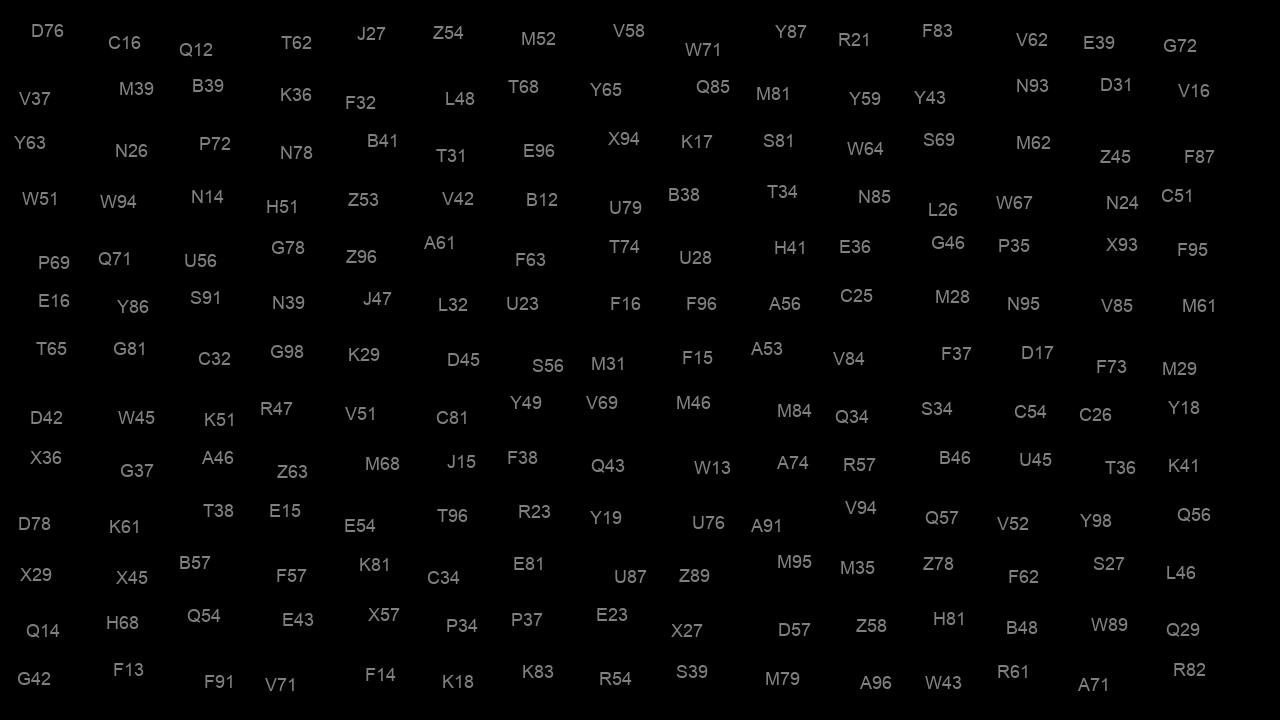 D76 C16 Q12 T62 J27 Z54 M52 V58 W71 Y87 R21 F83 V62 E39 G72
V37 M39 B39 K36 F32 L48 T68 Y65 Q85 M81 Y59 Y43 N93 D31 V16
Y63 N26 P72 N78 B41 T31 E96 X94 K17 S81 W64 S69 M62 Z45 F87
W51 W94 N14 H51 Z53 V42 B12 U79 B38 T34 N85 L26 W67 N24 C51
P69 Q71 U56 G78 Z96 A61 F63 T74 U28 H41 E36 G46 P35 X93 F95
E16 Y86 S91 N39 J47 L32 U23 F16 F96 A56 C25 M28 N95 V85 M61
T65 G81 C32 G98 K29 D45 S56 M31 F15 A53 V84 F37 D17 F73 M29
D42 W45 K51 R47 V51 C81 Y49 V69 M46 M84 Q34 S34 C54 C26 Y18
X36 G37 A46 Z63 M68 J15 F38 Q43 W13 A74 R57 B46 U45 T36 K41
D78 K61 T38 E15 E54 T96 R23 Y19 U76 A91 V94 Q57 V52 Y98 Q56
X29 X45 B57 F57 K81 C34 E81 U87 Z89 M95 M35 Z78 F62 S27 L46
Q14 H68 Q54 E43 X57 P34 P37 E23 X27 D57 Z58 H81 B48 W89 Q29
G42 F13 F91 V71 F14 K18 K83 R54 S39 M79 A96 W43 R61 A71 R82